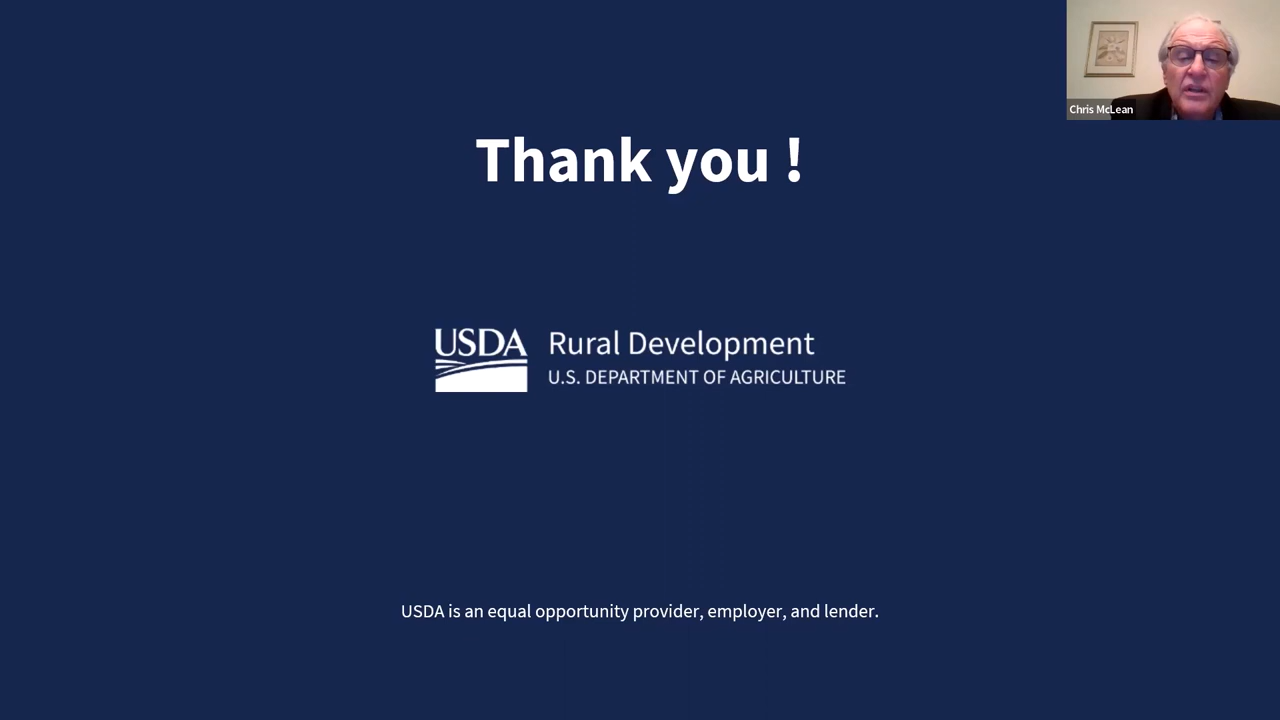 Chris McLean
Thank you !
USDA
Rural Development
U.S. DEPARTMENT OF AGRICULTURE
USDA is an equal opportunity provider, employer, and lender.